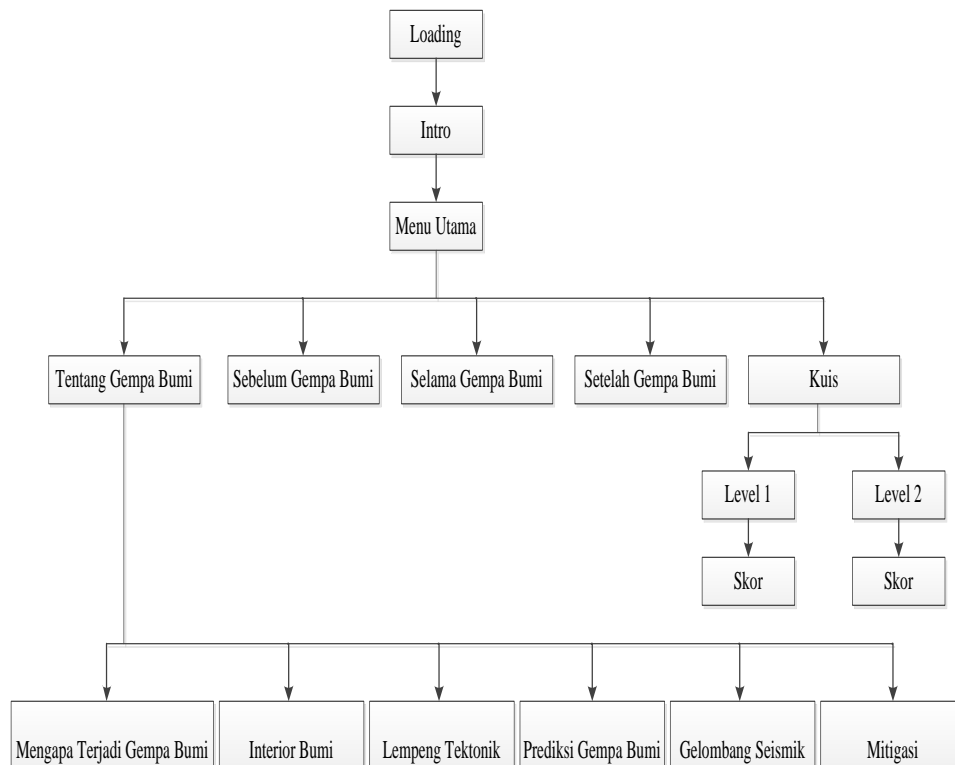 Loading
Intro
Menu Utama
Tentang Gempa Bumi
Sebelum Gempa Bumi
Selama Gempa Bumi
Setelah Gempa Bumi
Kuis
Level 1
Level 2
Skor
Skor
Mengapa Terjadi Gempa Bumi
Interior Bumi
Lempeng Tektonik
Prediksi Gempa Bumi
Gelombang Seismik
Mitigasi